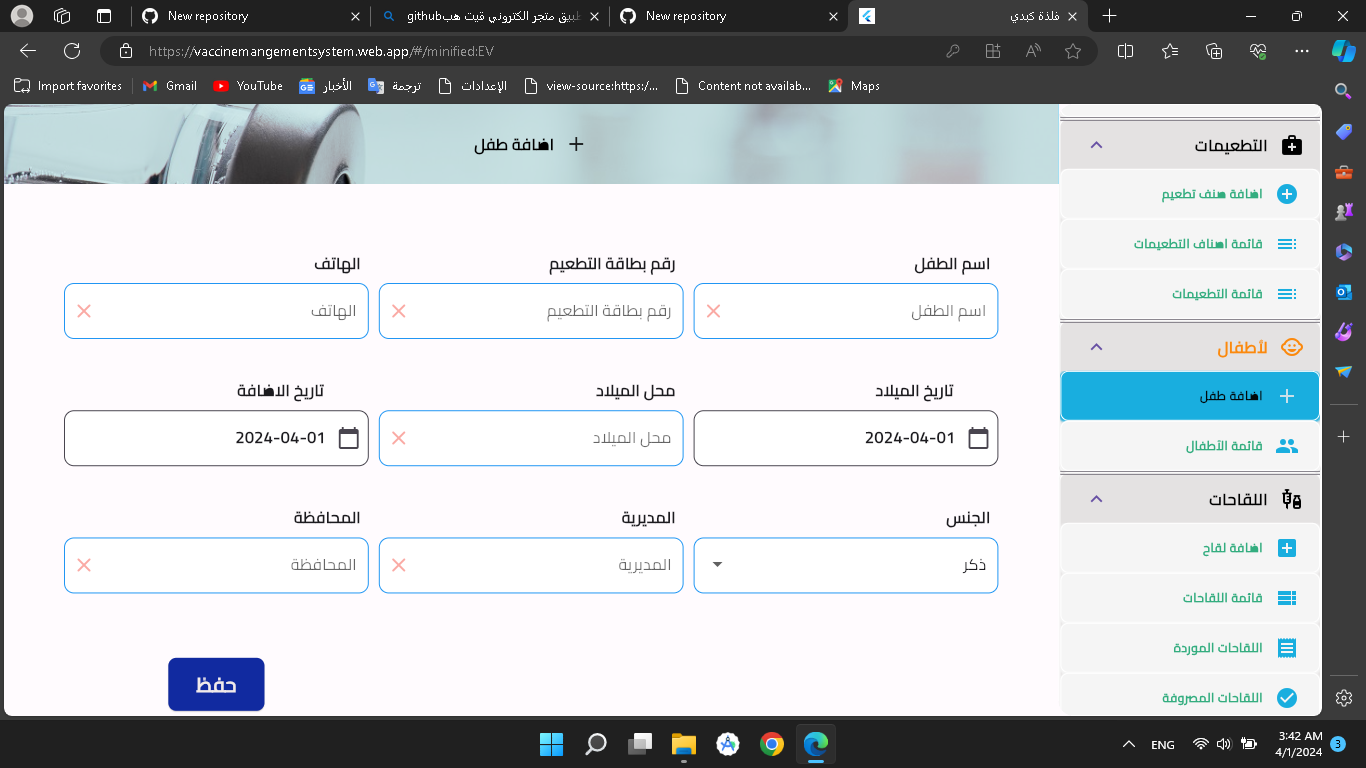 New repository
githubطبيق متجر الكتروني قيت هب
New repository
فلذة كبدي
https://vaccinemangementsystem.web.app/#/minified:EV
Import favorites
Gmail
YouTube
الأخبار
ترجمة
الإعدادات
view-source:https:/...
Content not availab...
Maps
اضافة طفل
التطعيمات
اضافة صنف تطعيم
قائمة اصناف التطعيمات
قائمة التطعيمات
لأطفال
اضافة طفل
قائمة الأطفال
اللقاحات
اضافة لقاح
قائمة اللقاحات
اللقاحات الموردة
اللقاحات المصروفة
اسم الطفل
رقم بطاقة التطعيم
الهاتف
اسم الطفل
رقم بطاقة التطعيم
الهاتف
تاريخ الميلاد
محل الميلاد
تاريخ الاضافة
2024-04-01
محل الميلاد
2024-04-01
الجنس
المديرية
المحافظة
ذكر
المديرية
المحافظة
حفظ
ENG
3:42 AM
4/1/2024
3